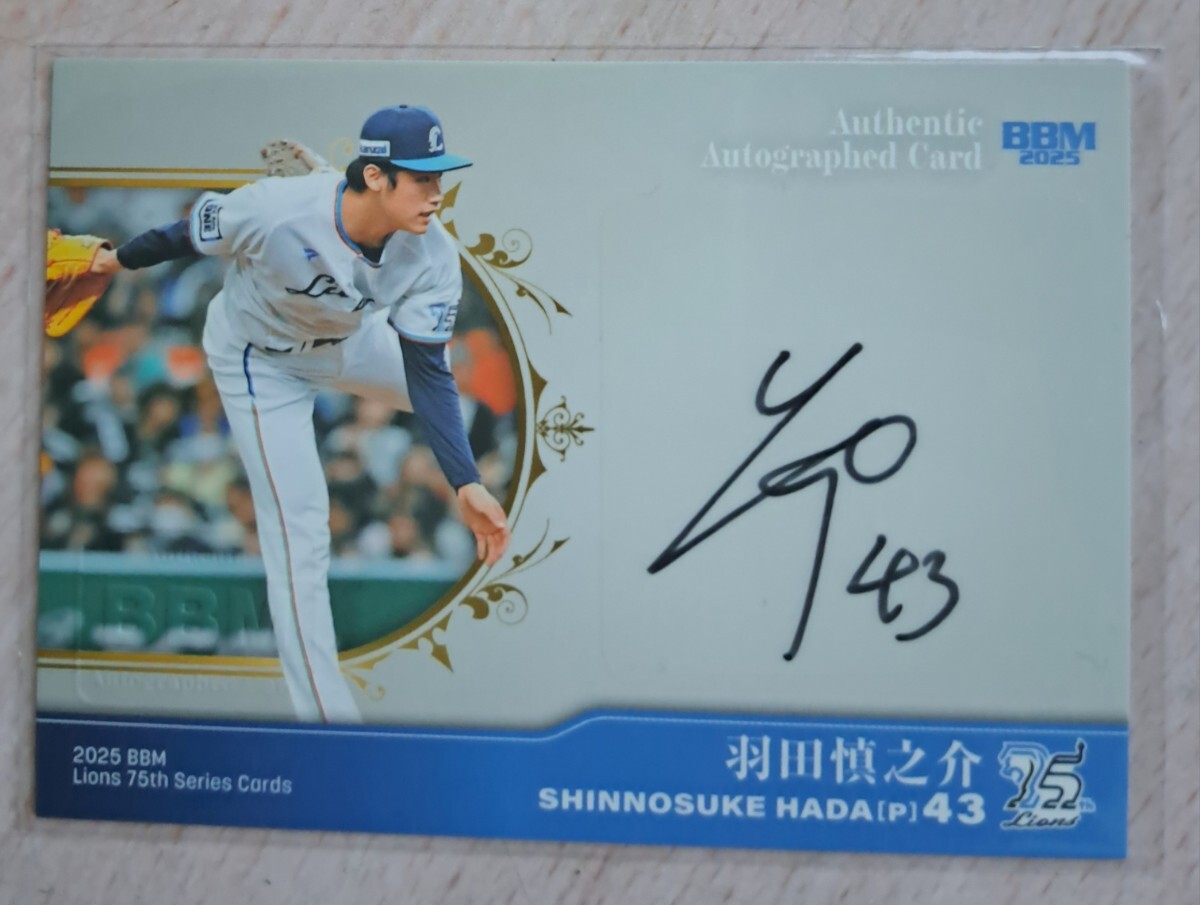 Authentic
Autographed Card
BBM
2025
L
BBM
43
2025 BBM
Lions 75th Series Cards
羽田慎之介
SHINNOSUKE HADA[P]43
75th
Lions